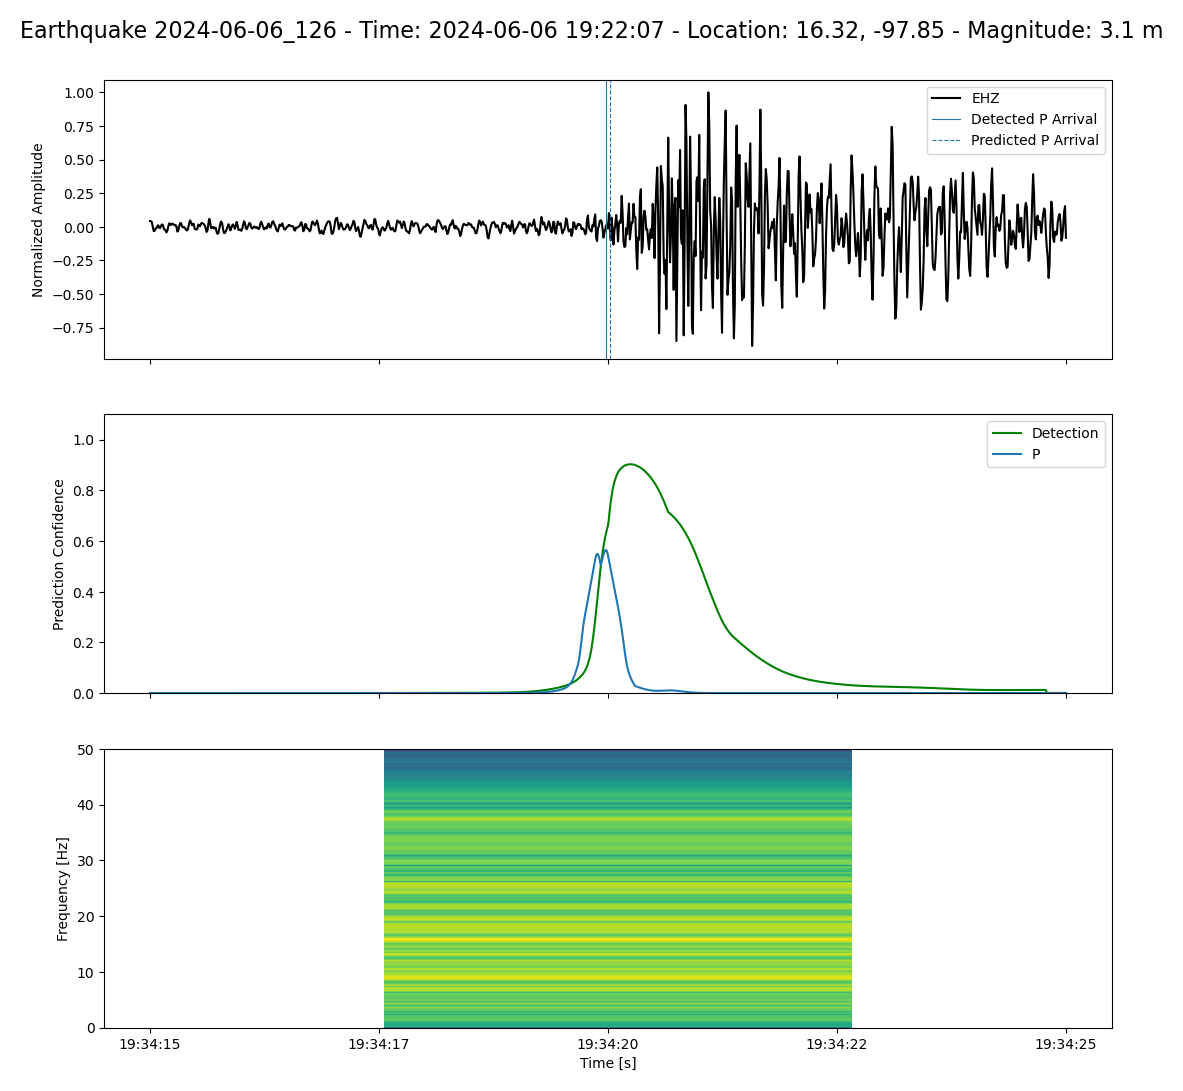 Earthquake 2024-06-06_126 - Time: 2024-06-06 19:22:07 - Location: 16.32, -97.85 - Magnitude: 3.1 m
Normalized Amplitude
1.00
0.75
0.50
0.25
0.00
−0.25
−0.50
−0.75
EHZ
Detected P Arrival
Predicted P Arrival
Prediction Confidence
1.0
0.8
0.6
0.4
0.2
0.0
Detection
P
Frequency [Hz]
50
40
30
20
10
0
19:34:15 19:34:17 19:34:20 19:34:22 19:34:25
Time [s]